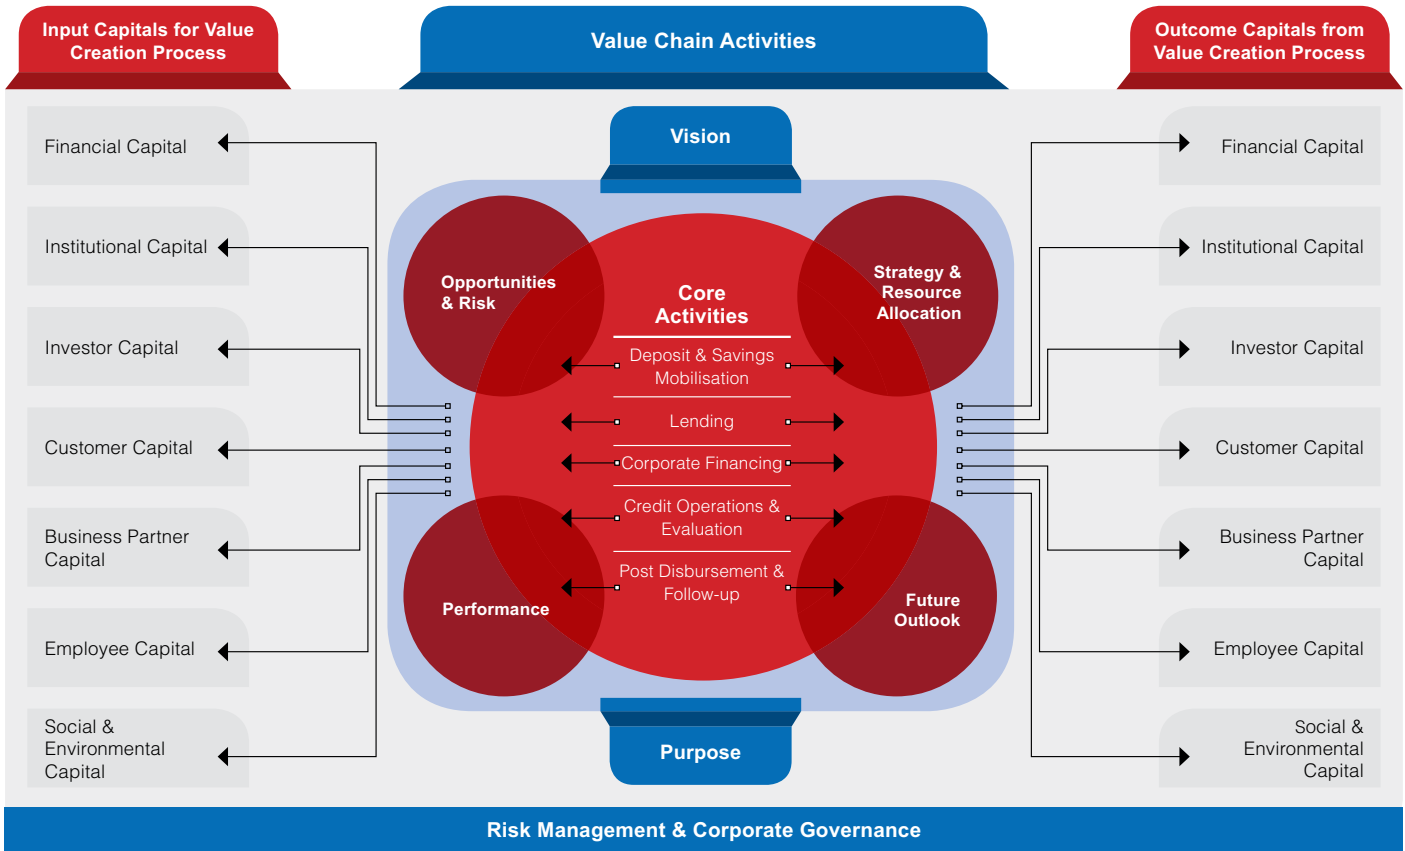 Input Capitals for Value
Creation Process
Value Chain Activities
Outcome Capitals from
Value Creation Process
Financial Capital
Institutional Capital
Investor Capital
Customer Capital
Business Partner
Capital
Employee Capital
Social &
Environmental
Capital
Vision
Opportunities
& Risk
Strategy &
Resource
Allocation
Core
Activities
Deposit & Savings
Mobilisation
Lending
Corporate Financing
Credit Operations &
Evaluation
Post Disbursement &
Follow-up
Performance
Future
Outlook
Purpose
Financial Capital
Institutional Capital
Investor Capital
Customer Capital
Business Partner
Capital
Employee Capital
Social &
Environmental
Capital
Risk Management & Corporate Governance